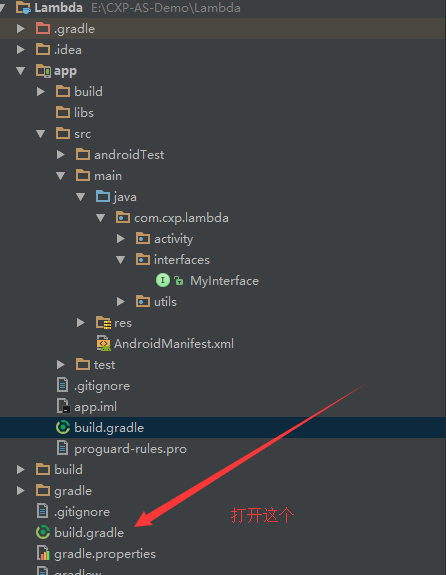 Lambda E:\CXP-AS-Demo\Lambda
.gradle
.idea
app
build
libs
src
androidTest
main
java
com.cxp.lambda
activity
interfaces
MyInterface
utils
res
AndroidManifest.xml
test
.gitignore
app.iml
build.gradle
proguard-rules.pro
build
gradle
.gitignore
打开这个
build.gradle
gradle.properties
gradlew